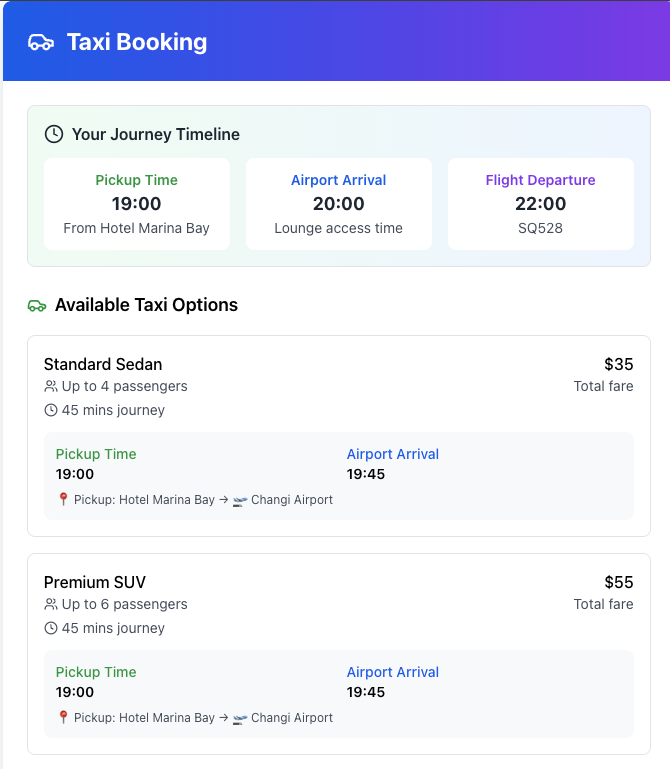 Taxi Booking
Your Journey Timeline
Pickup Time
19:00
From Hotel Marina Bay
Airport Arrival
20:00
Lounge access time
Flight Departure
22:00
SQ528
Available Taxi Options
Standard Sedan
$35
Up to 4 passengers
Total fare
45 mins journey
Pickup Time
19:00
Airport Arrival
19:45
📍 Pickup: Hotel Marina Bay → 🛫 Changi Airport
Premium SUV
$55
Up to 6 passengers
Total fare
45 mins journey
Pickup Time
19:00
Airport Arrival
19:45
📍 Pickup: Hotel Marina Bay → 🛫 Changi Airport